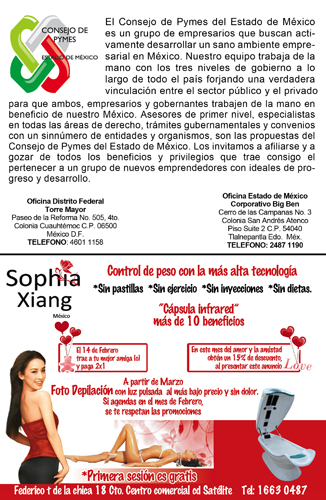 CONSEJO DE
PYMES
ESTADO DE MÉXICO
El Consejo de Pymes del Estado de México
es un grupo de empresarios que buscan acti-
vamente desarrollar un sano ambiente empre-
sarial en México. Nuestro equipo trabaja de la
mano con los tres niveles de gobierno a lo
largo de todo el país forjando una verdadera
vinculación entre el sector público y el privado
para que ambos, empresarios y gobernantes trabajen de la mano en
beneficio de nuestro México. Asesores de primer nivel, especialistas
en todas las áreas de derecho, trámites gubernamentales y convenios
con un sinnúmero de entidades y organismos, son las propuestas del
Consejo de Pymes del Estado de México. Los invitamos a afiliarse y a
gozar de todos los beneficios y privilegios que trae consigo el
pertenecer a un grupo de nuevos emprendedores con ideales de pro-
greso y desarrollo.
Oficina Distrito Federal
Torre Mayor
Paseo de la Reforma No. 505, 4to.
Colonia Cuauhtémoc C.P. 06500
México D.F.
TELEFONO: 4601 1158
Oficina Estado de México
Corporativo Big Ben
Cerro de las Campanas No. 3
Colonia San Andrés Atenco
Piso Suite 2 C.P. 54040
Tlalnepantla Edo. Méx.
TELEFONO: 2487 1190
Sophia
Xiang
México
Control de peso con la más alta tecnología
*Sin pastillas *Sin ejercicio *Sin inyecciones *Sin dietas.
"Cápsula infrared"
más de 10 beneficios
El 14 de Febrero
trae a tu mejor amiga (o)
y paga 2x1
En este mes del amor y la amistad
obtén un 15% de descuento,
al presentar este anuncio
Love
A partir de Marzo
Foto Depilación con luz pulsada al más bajo precio y sin dolor.
Si agendas en el mes de Febrero,
se te respetan las promociones
*Primera sesión es gratis
Federico t de la chica 18 Cto. Centro comercial cd Satélite Tel: 1663 0487